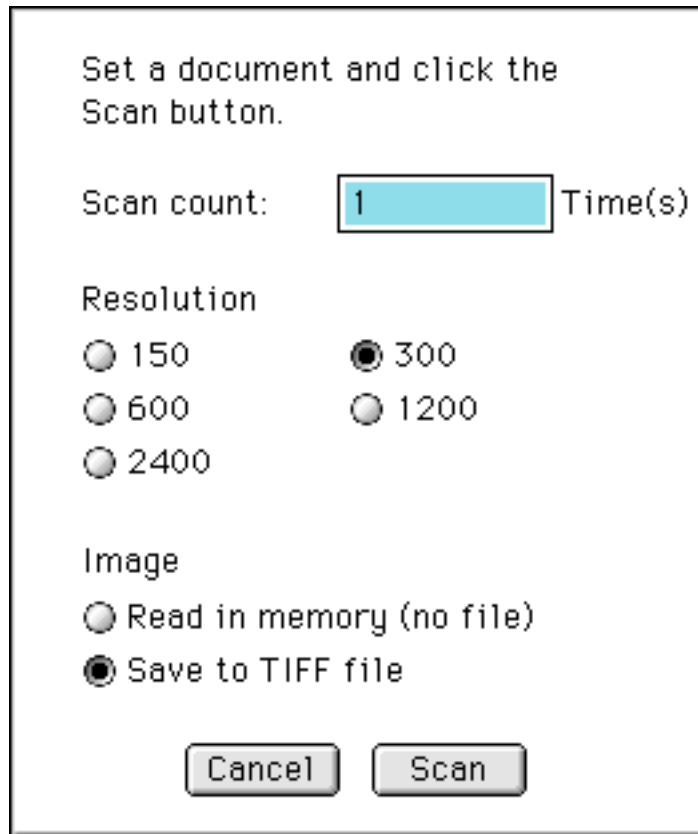 Set a document and click the
Scan button.
Scan count: 1 Time(s)
Resolution
150 300
600 1200
2400
Image
Read in memory (no file)
Save to TIFF file
Cancel Scan